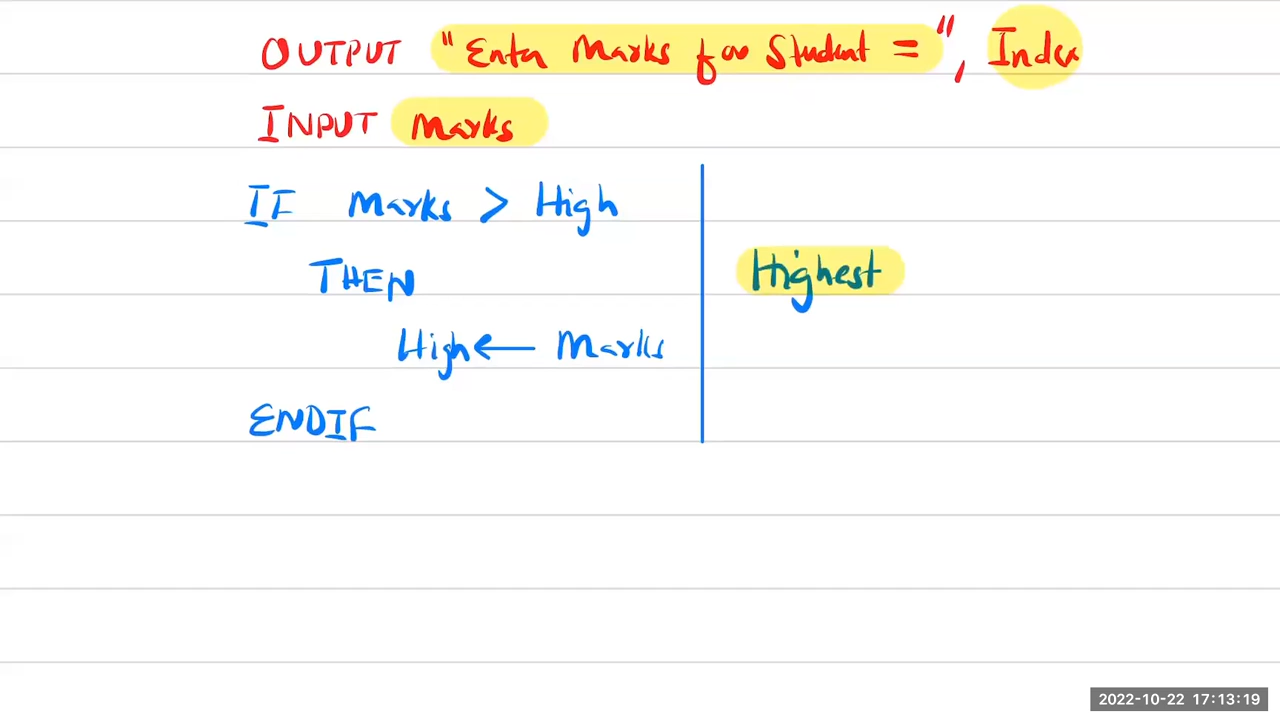 OUTPUT "Enter Marks for Student =", Index
INPUT Marks
IF Marks > High
THEN
High ← Marks
ENDIF
Highest
2022-10-22 17:13:19